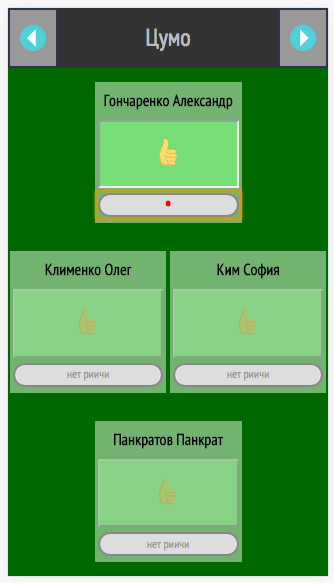 Цумо
Гончаренко Александр
Клименко Олег
Ким София
нет риичи
нет риичи
Панкратов Панкрат
нет риичи